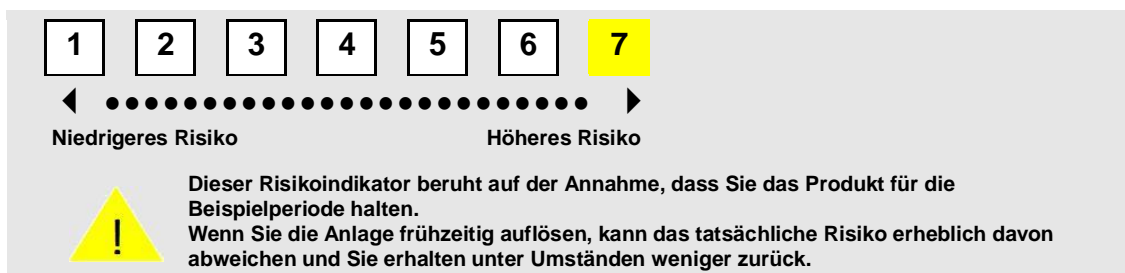 1 2 3 4 5 6 7
Niedrigeres Risiko Höheres Risiko
Dieser Risikoindikator beruht auf der Annahme, dass Sie das Produkt für die
Beispielperiode halten.
! Wenn Sie die Anlage frühzeitig auflösen, kann das tatsächliche Risiko erheblich davon
abweichen und Sie erhalten unter Umständen weniger zurück.